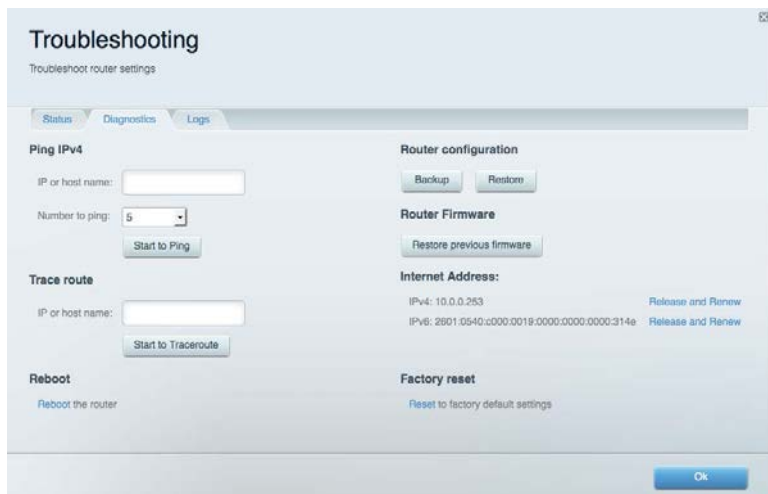 Troubleshooting
Troubleshoot router settings
Status
Diagnostics
Logs
Ping IPv4
IP or host name:
Number to ping: 5
Start to Ping
Trace route
IP or host name:
Start to Traceroute
Reboot
Reboot the router
Router configuration
Backup
Restore
Router Firmware
Restore previous firmware
Internet Address:
IPv4: 10.0.0.253 Release and Renew
IPv6: 2601:0540:c000:0019:0000:0000:0000:314e Release and Renew
Factory reset
Reset to factory default settings
Ok